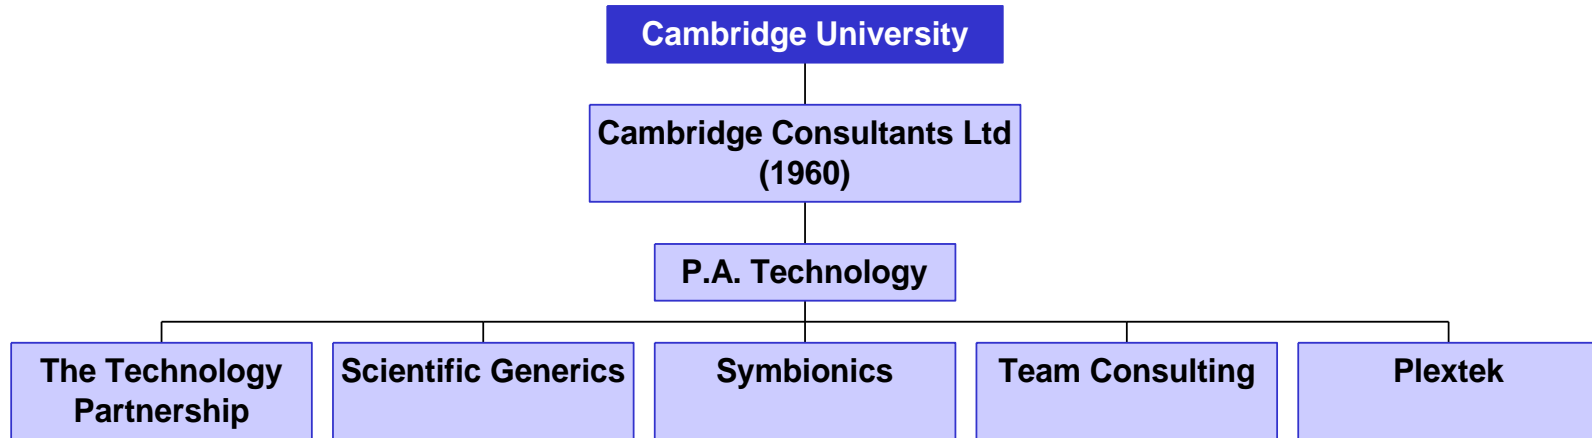 Cambridge University
Cambridge Consultants Ltd
(1960)
P.A. Technology
The Technology
Partnership
Scientific Generics
Symbionics
Team Consulting
Plextek